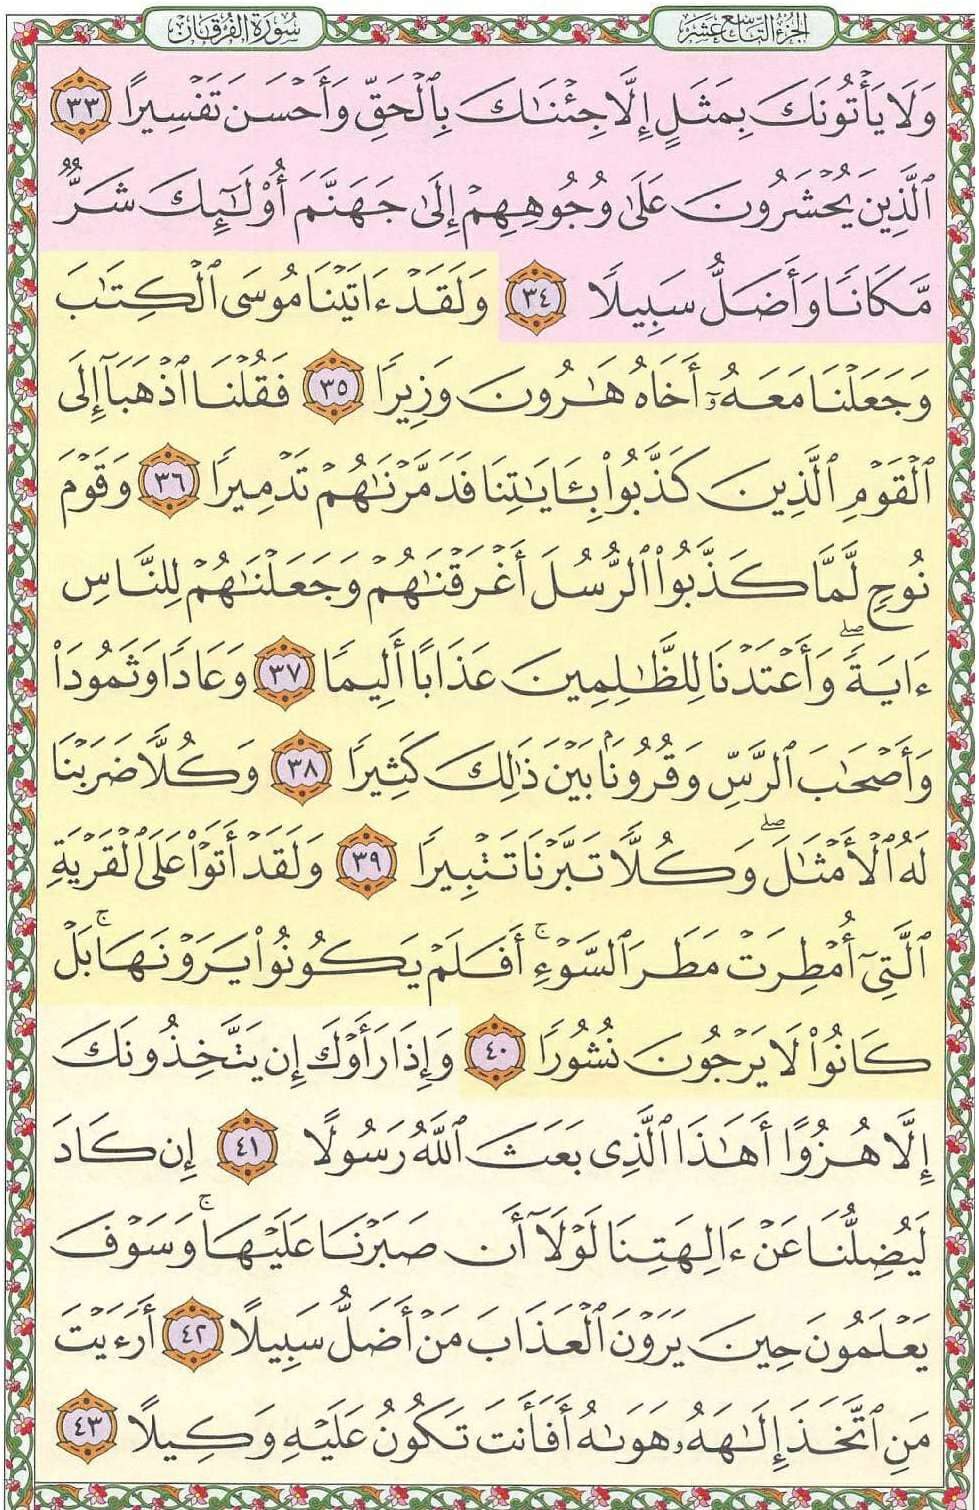 الجزء التاسع عشر
سورة الفرقان
وَلَا يَأْتُونَكَ بِمَثَلٍ إِلَّا جِئْنَٰكَ بِٱلْحَقِّ وَأَحْسَنَ تَفْسِيرًا ٣٣
ٱلَّذِينَ يُحْشَرُونَ عَلَىٰ وُجُوهِهِمْ إِلَىٰ جَهَنَّمَ أُو۟لَٰٓئِكَ شَرٌّ
مَّكَانًا وَأَضَلُّ سَبِيلًا ٣٤ وَلَقَدْ ءَاتَيْنَا مُوسَى ٱلْكِتَٰبَ
وَجَعَلْنَا مَعَهُۥٓ أَخَاهُ هَٰرُونَ وَزِيرًا ٣٥ فَقُلْنَا ٱذْهَبَآ إِلَى
ٱلْقَوْمِ ٱلَّذِينَ كَذَّبُوا۟ بِـَٔايَٰتِنَا فَدَمَّرْنَٰهُمْ تَدْمِيرًا ٣٦ وَقَوْمَ
نُوحٍ لَّمَّا كَذَّبُوا۟ ٱلرُّسُلَ أَغْرَقْنَٰهُمْ وَجَعَلْنَٰهُمْ لِلنَّاسِ
ءَايَةً ۖ وَأَعْتَدْنَا لِلظَّٰلِمِينَ عَذَابًا أَلِيمًا ٣٧ وَعَادًا وَثَمُودَا۟
وَأَصْحَٰبَ ٱلرَّسِّ وَقُرُونًۢا بَيْنَ ذَٰلِكَ كَثِيرًا ٣٨ وَكُلًّا ضَرَبْنَا
لَهُ ٱلْأَمْثَٰلَ ۖ وَكُلًّا تَبَّرْنَا تَتْبِيرًا ٣٩ وَلَقَدْ أَتَوْا۟ عَلَى ٱلْقَرْيَةِ
ٱلَّتِىٓ أُمْطِرَتْ مَطَرَ ٱلسَّوْءِ ۚ أَفَلَمْ يَكُونُوا۟ يَرَوْنَهَا ۚ بَلْ
كَانُوا۟ لَا يَرْجُونَ نُشُورًا ٤٠ وَإِذَا رَأَوْكَ إِن يَتَّخِذُونَكَ
إِلَّا هُزُوًا أَهَٰذَا ٱلَّذِى بَعَثَ ٱللَّهُ رَسُولًا ٤١ إِن كَادَ
لَيُضِلُّنَا عَنْ ءَالِهَتِنَا لَوْلَآ أَن صَبَرْنَا عَلَيْهَا ۚ وَسَوْفَ
يَعْلَمُونَ حِينَ يَرَوْنَ ٱلْعَذَابَ مَنْ أَضَلُّ سَبِيلًا ٤٢ أَرَءَيْتَ
مَنِ ٱتَّخَذَ إِلَٰهَهُۥ هَوَىٰهُ أَفَأَنتَ تَكُونُ عَلَيْهِ وَكِيلًا ٤٣